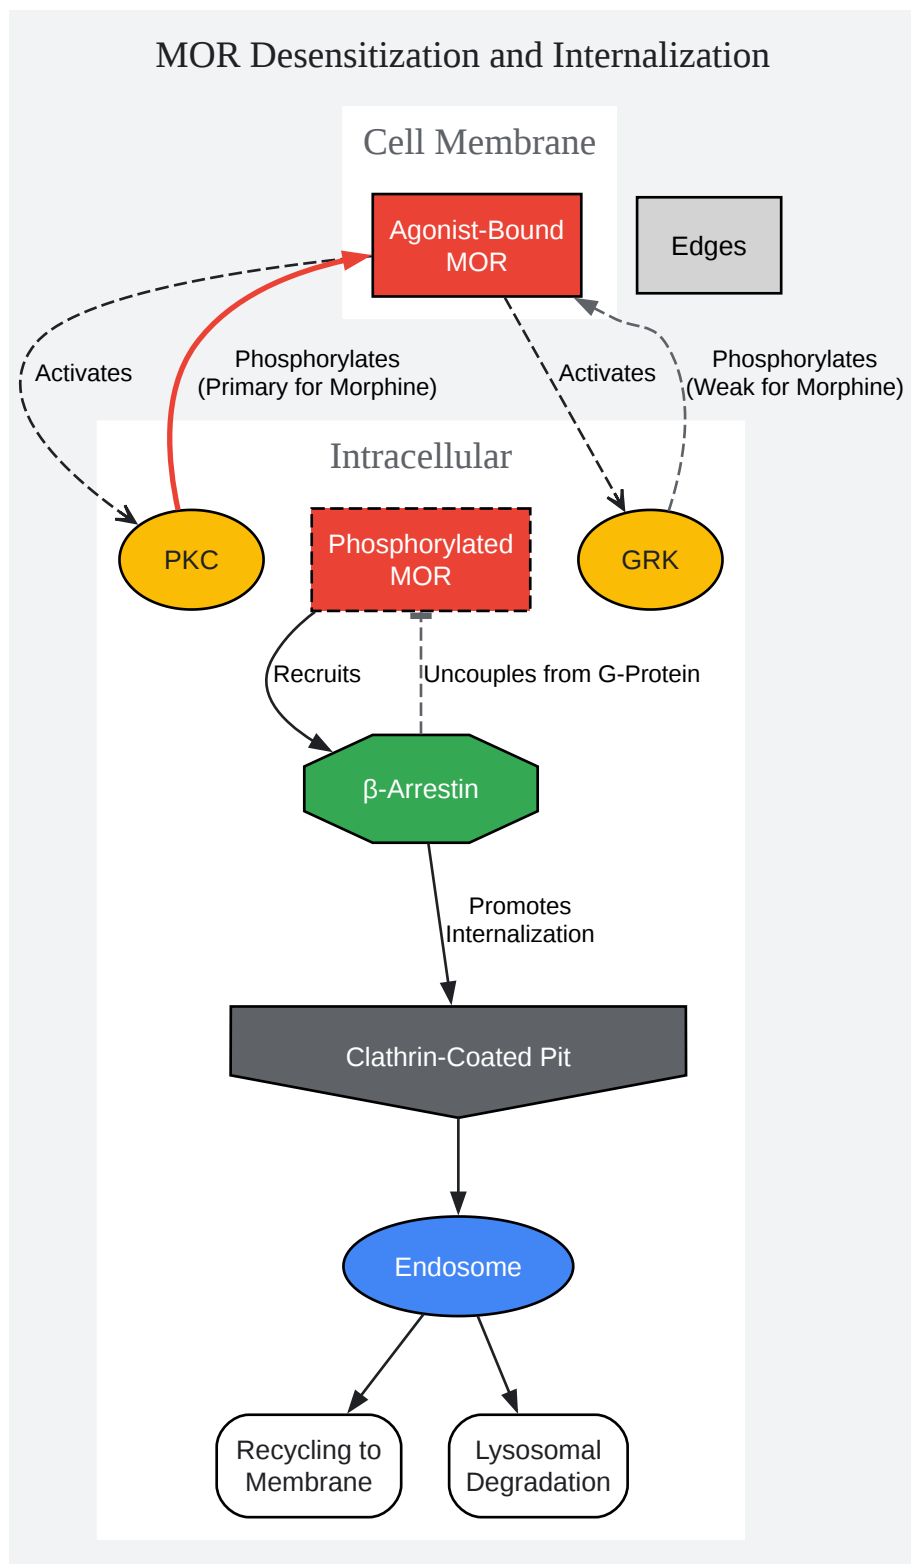 MOR Desensitization and Internalization
Cell Membrane
Agonist-Bound
MOR
Edges
Activates
Phosphorylates
(Primary for Morphine)
Activates
Phosphorylates
(Weak for Morphine)
Intracellular
PKC
Phosphorylated
MOR
GRK
Recruits
Uncouples from G-Protein
β-Arrestin
Promotes
Internalization
Clathrin-Coated Pit
Endosome
Recycling to
Membrane
Lysosomal
Degradation